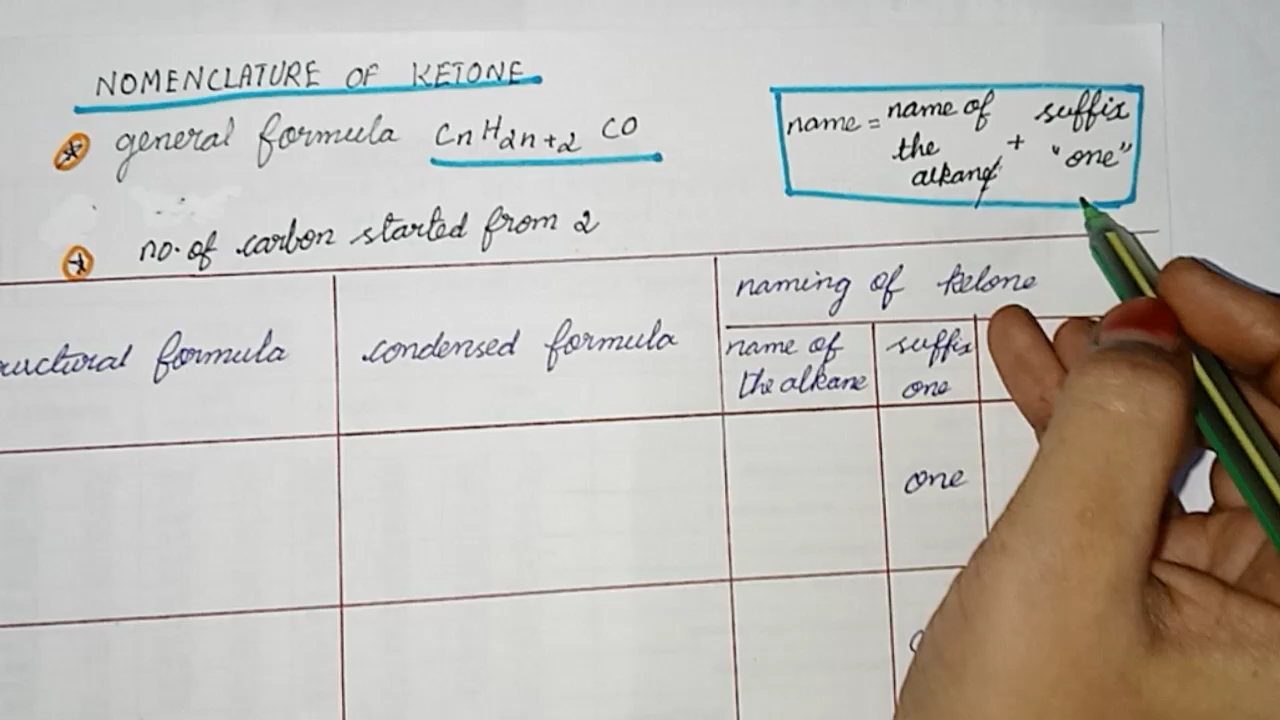 NOMENCLATURE OF KETONE
general formula CnH2n+2 CO
name = name of the alkane + suffix "one"
no. of carbon started from 2
ructural formula
condensed formula
naming of ketone
name of
the alkane
suffix
one
one